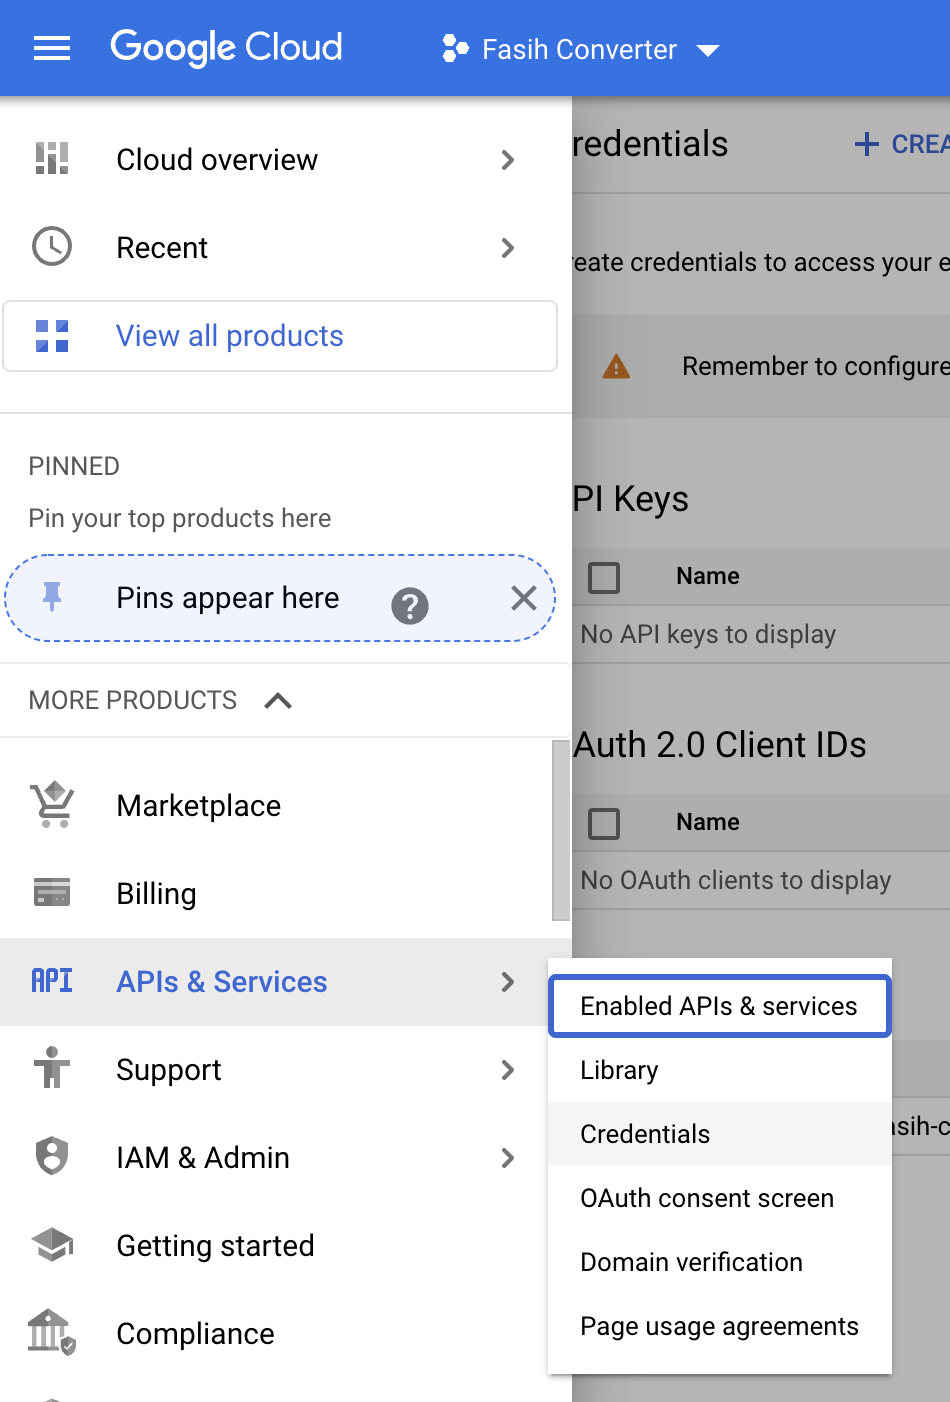 Google Cloud
Fasih Converter
Cloud overview
Recent
View all products
PINNED
Pin your top products here
Pins appear here
?
MORE PRODUCTS
Marketplace
Billing
API
APIs & Services
Support
IAM & Admin
Getting started
Compliance
redentials
+ CREA
reate credentials to access your e
Remember to configure
PI Keys
Name
No API keys to display
Auth 2.0 Client IDs
Name
No OAuth clients to display
Enabled APIs & services
Library
Credentials
asih-c
OAuth consent screen
Domain verification
Page usage agreements